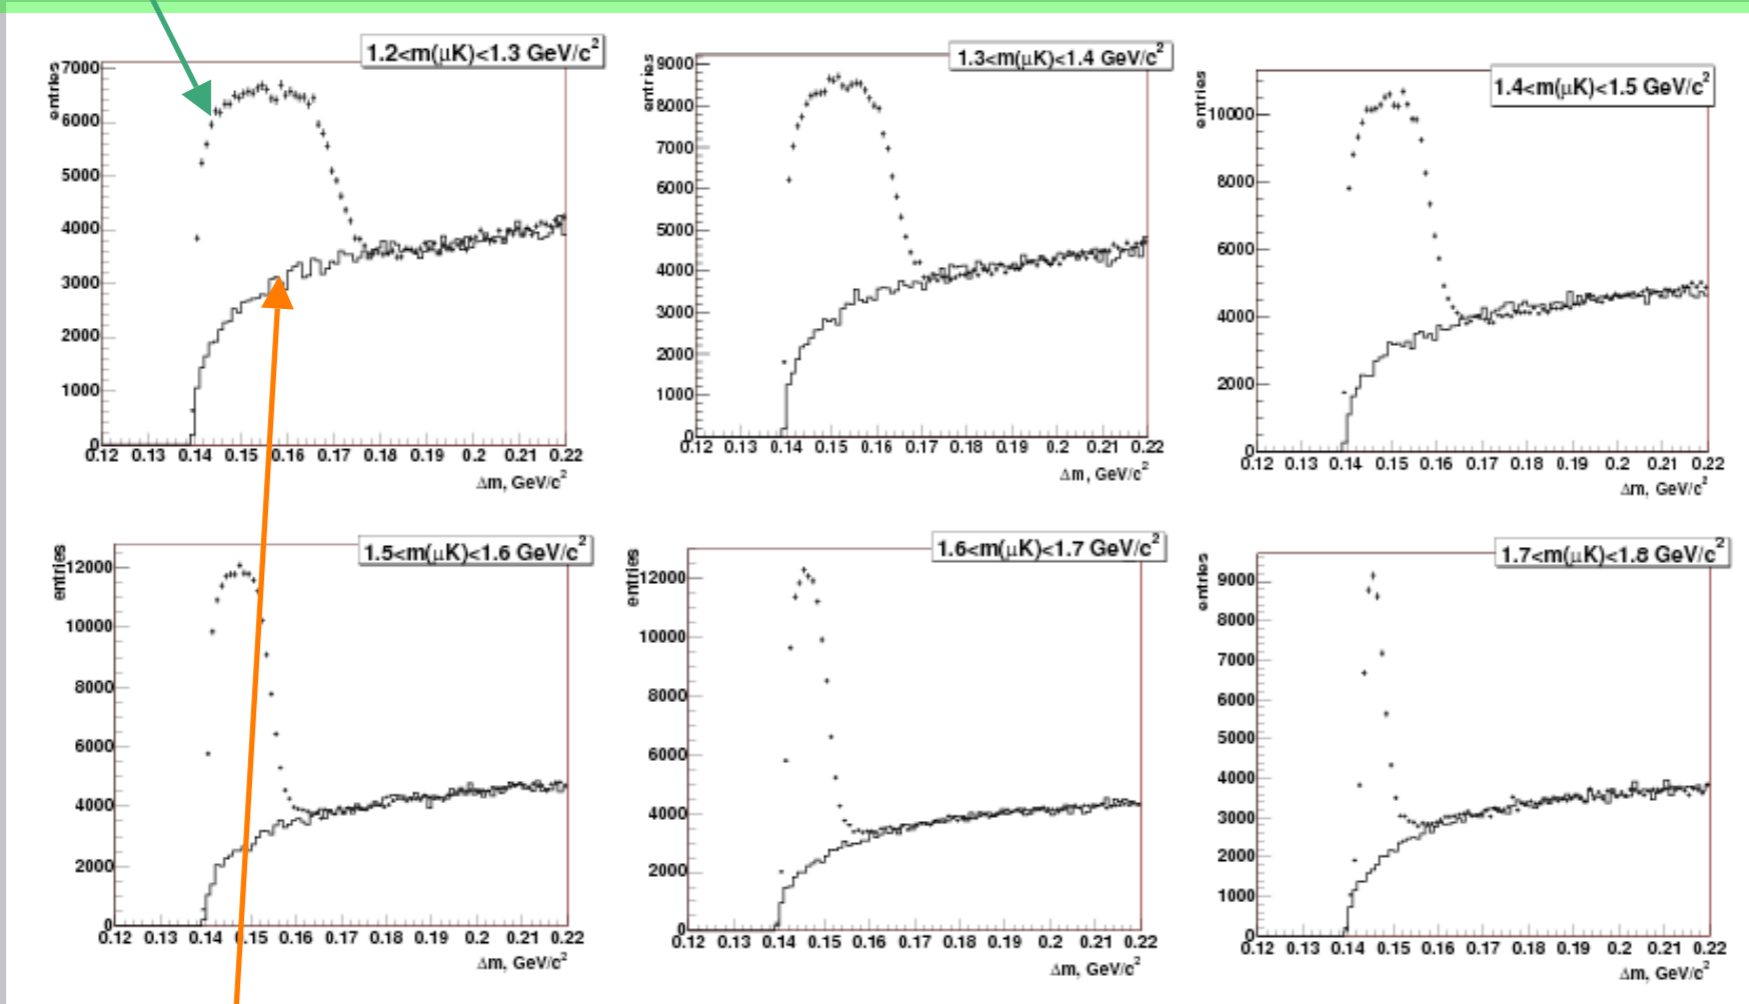 1.2<m(μK)<1.3 GeV/c²
entries
7000
6000
5000
4000
3000
2000
1000
0
0.12 0.13 0.14 0.15 0.16 0.17 0.18 0.19 0.2 0.21 0.22
Δm, GeV/c²
1.3<m(μK)<1.4 GeV/c²
entries
9000
8000
7000
6000
5000
4000
3000
2000
1000
0
0.12 0.13 0.14 0.15 0.16 0.17 0.18 0.19 0.2 0.21 0.22
Δm, GeV/c²
1.4<m(μK)<1.5 GeV/c²
entries
10000
8000
6000
4000
2000
0
0.12 0.13 0.14 0.15 0.16 0.17 0.18 0.19 0.2 0.21 0.22
Δm, GeV/c²
1.5<m(μK)<1.6 GeV/c²
entries
12000
10000
8000
6000
4000
2000
0
0.12 0.13 0.14 0.15 0.16 0.17 0.18 0.19 0.2 0.21 0.22
Δm, GeV/c²
1.6<m(μK)<1.7 GeV/c²
entries
12000
10000
8000
6000
4000
2000
0
0.12 0.13 0.14 0.15 0.16 0.17 0.18 0.19 0.2 0.21 0.22
Δm, GeV/c²
1.7<m(μK)<1.8 GeV/c²
entries
9000
8000
7000
6000
5000
4000
3000
2000
1000
0
0.12 0.13 0.14 0.15 0.16 0.17 0.18 0.19 0.2 0.21 0.22
Δm, GeV/c²